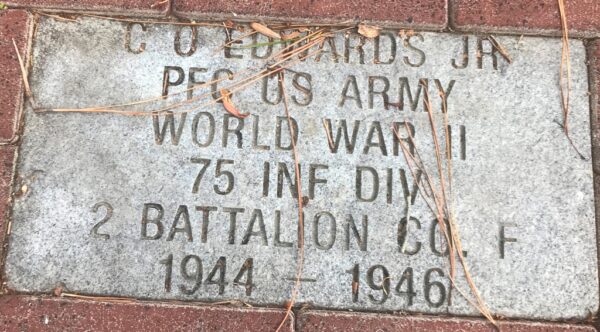 C O EDWARDS JR
PFC US ARMY
WORLD WAR II
75 INF DIV
2 BATTALION CO. F
1944 - 1946